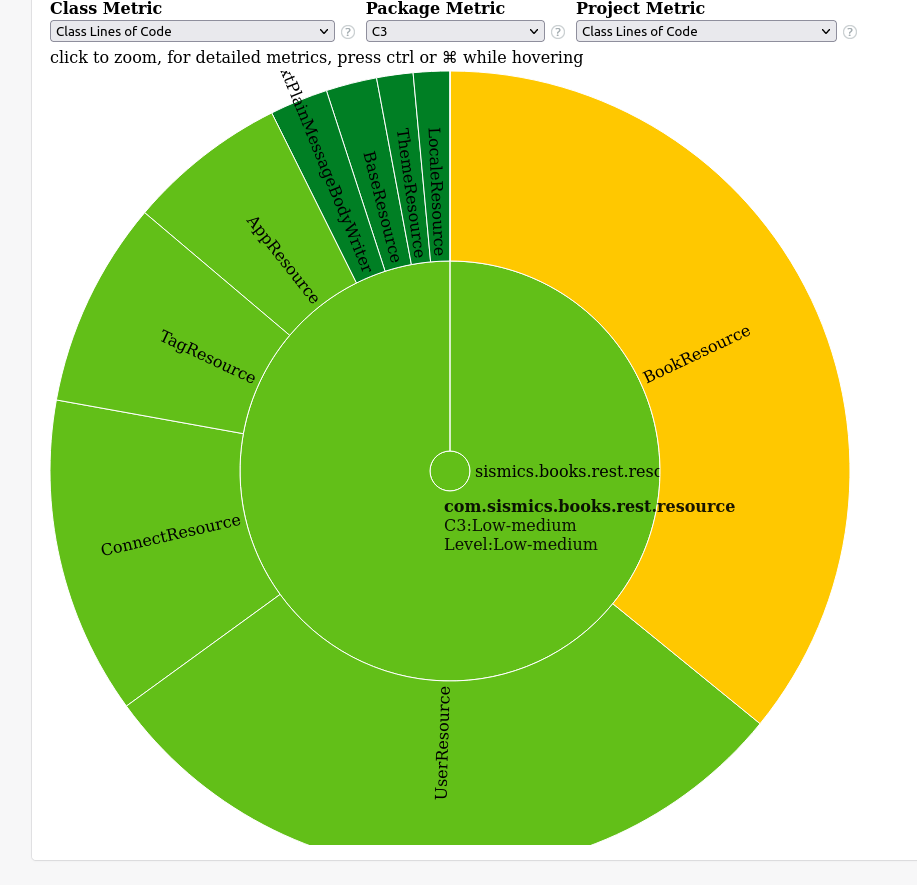 Class Metric
Package Metric
Project Metric
Class Lines of Code
?
C3
?
Class Lines of Code
?
click to zoom, for detailed metrics, press ctrl or ⌘ while hovering
xtPlainMessageBodyWriter
BaseResource
ThemeResource
LocaleResource
AppResource
BookResource
TagResource
sismics.books.rest.resc
com.sismics.books.rest.resource
C3:Low-medium
Level:Low-medium
ConnectResource
UserResource